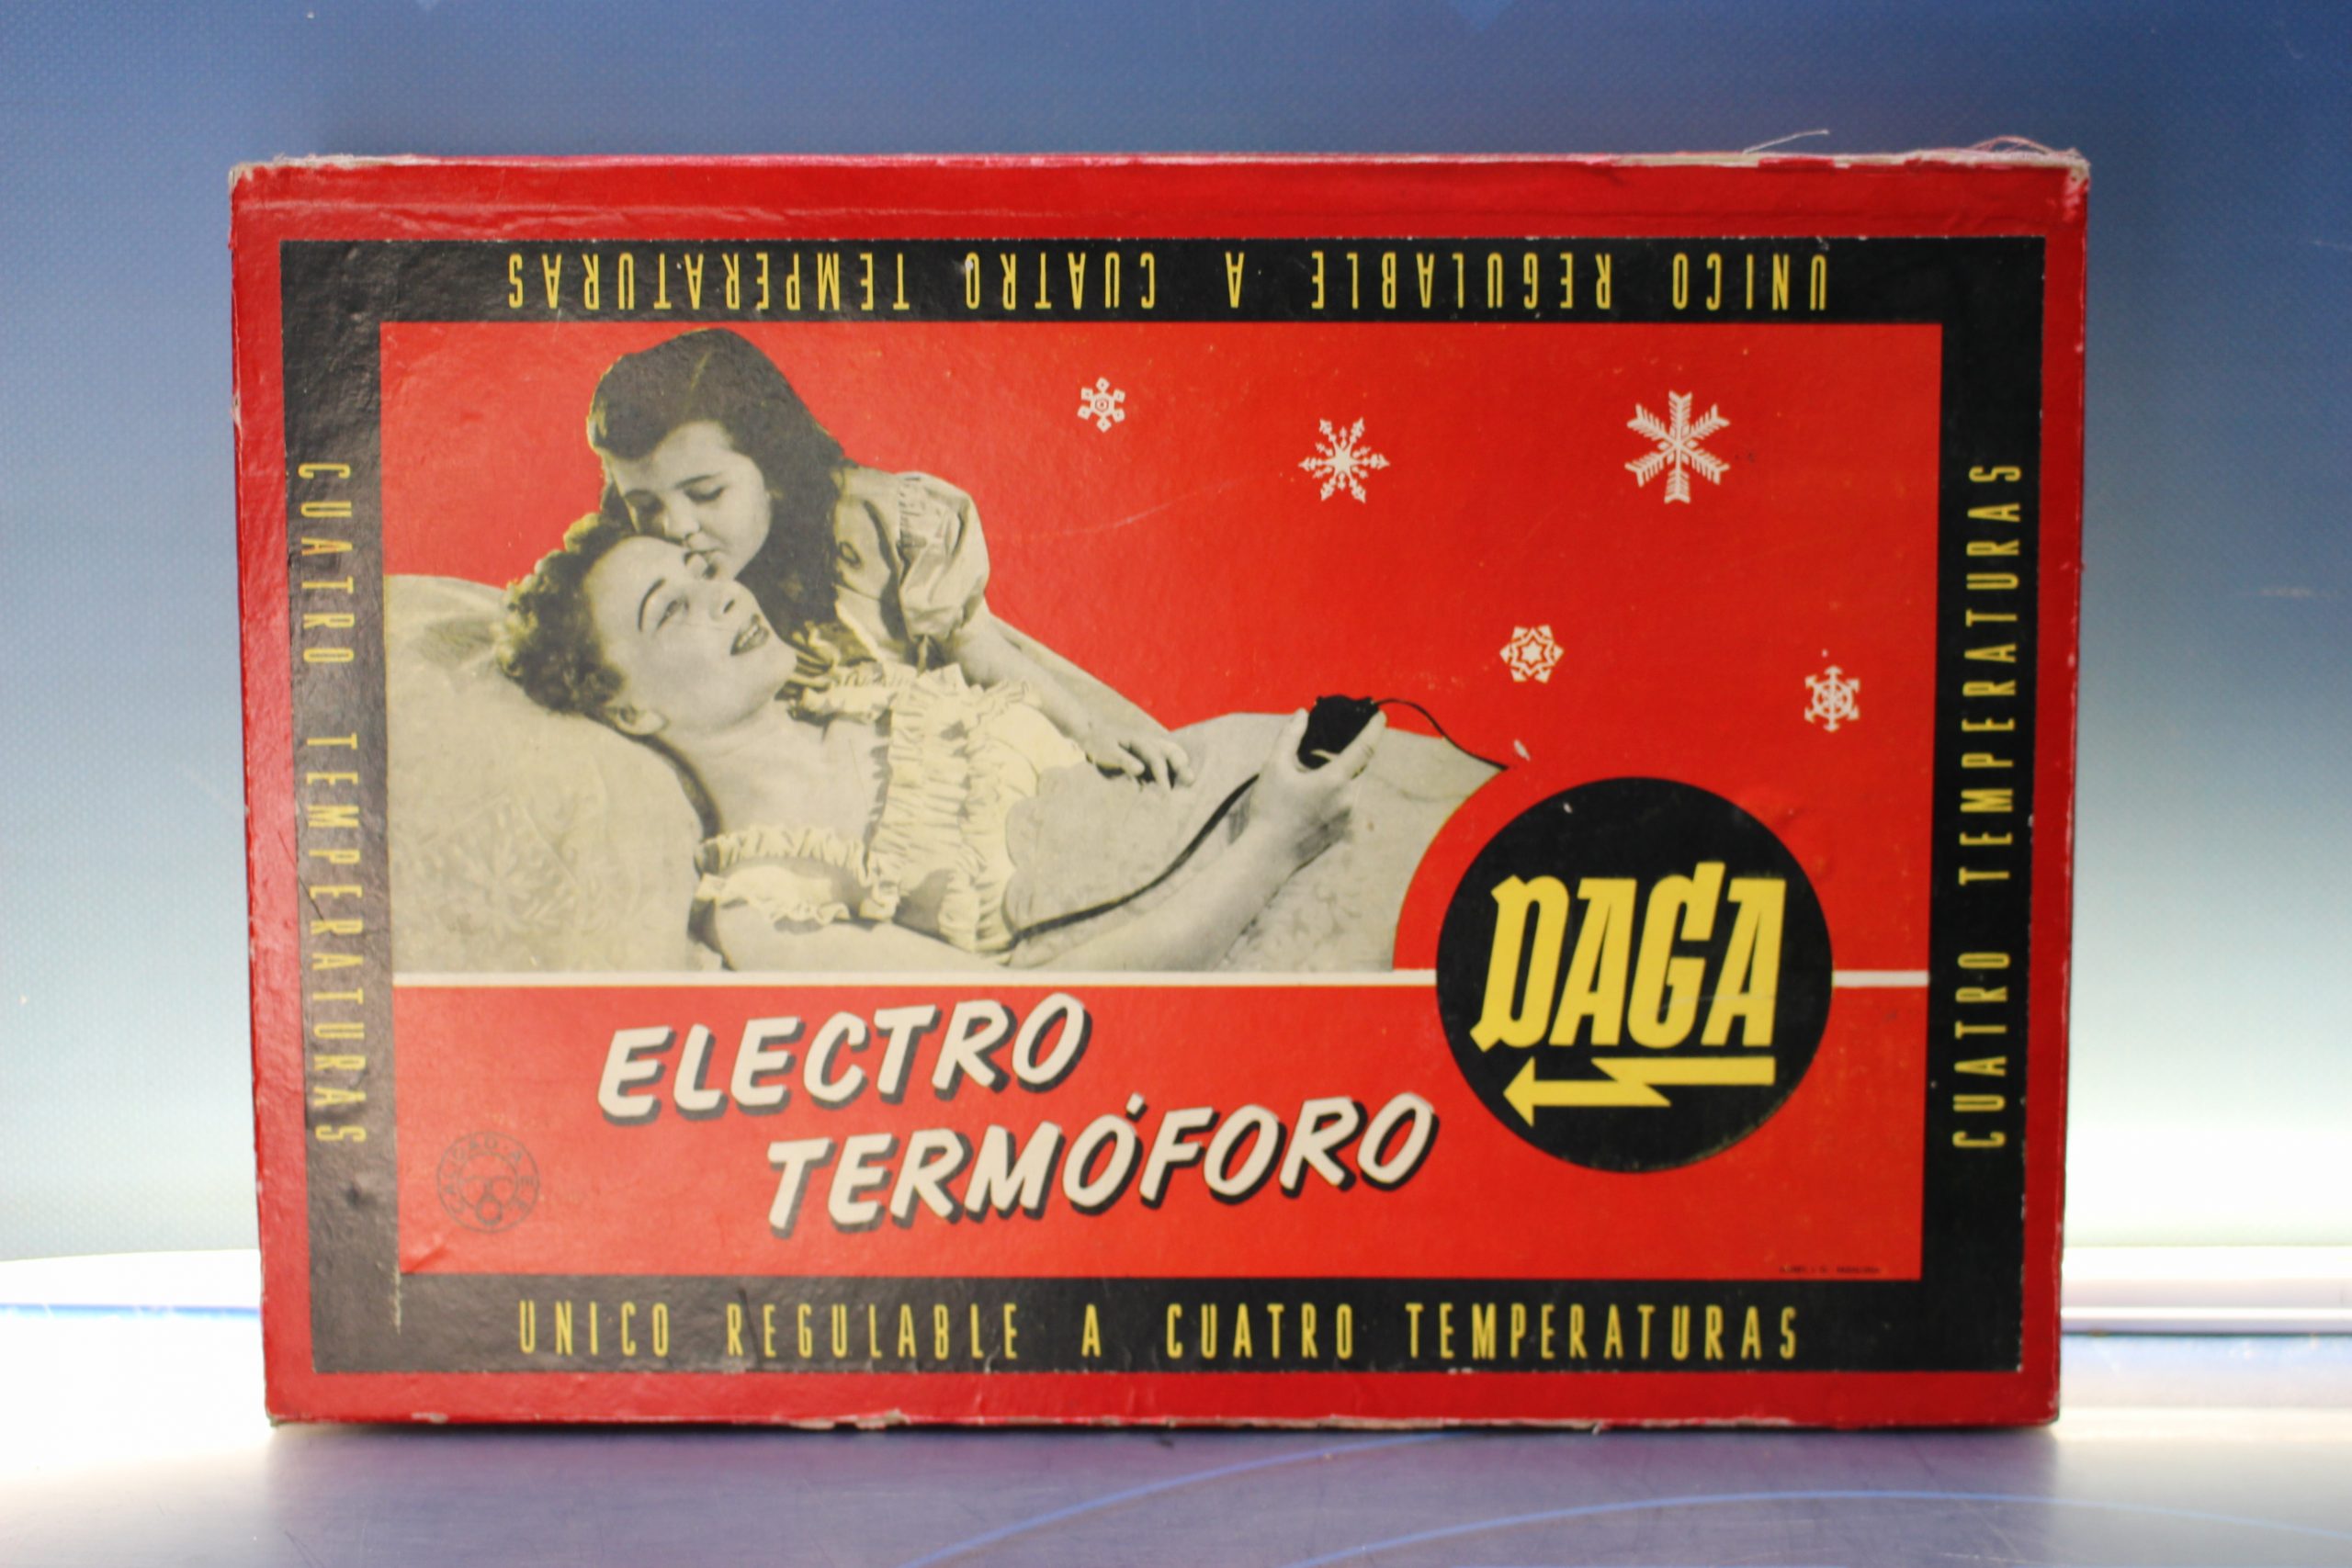 UNICO REGULABLE A CUATRO TEMPERATURAS
CUATRO TEMPERATURAS
CUATRO TEMPERATURAS
DAGA
ELECTRO
TERMÓFORO
UNICO REGULABLE A CUATRO TEMPERATURAS